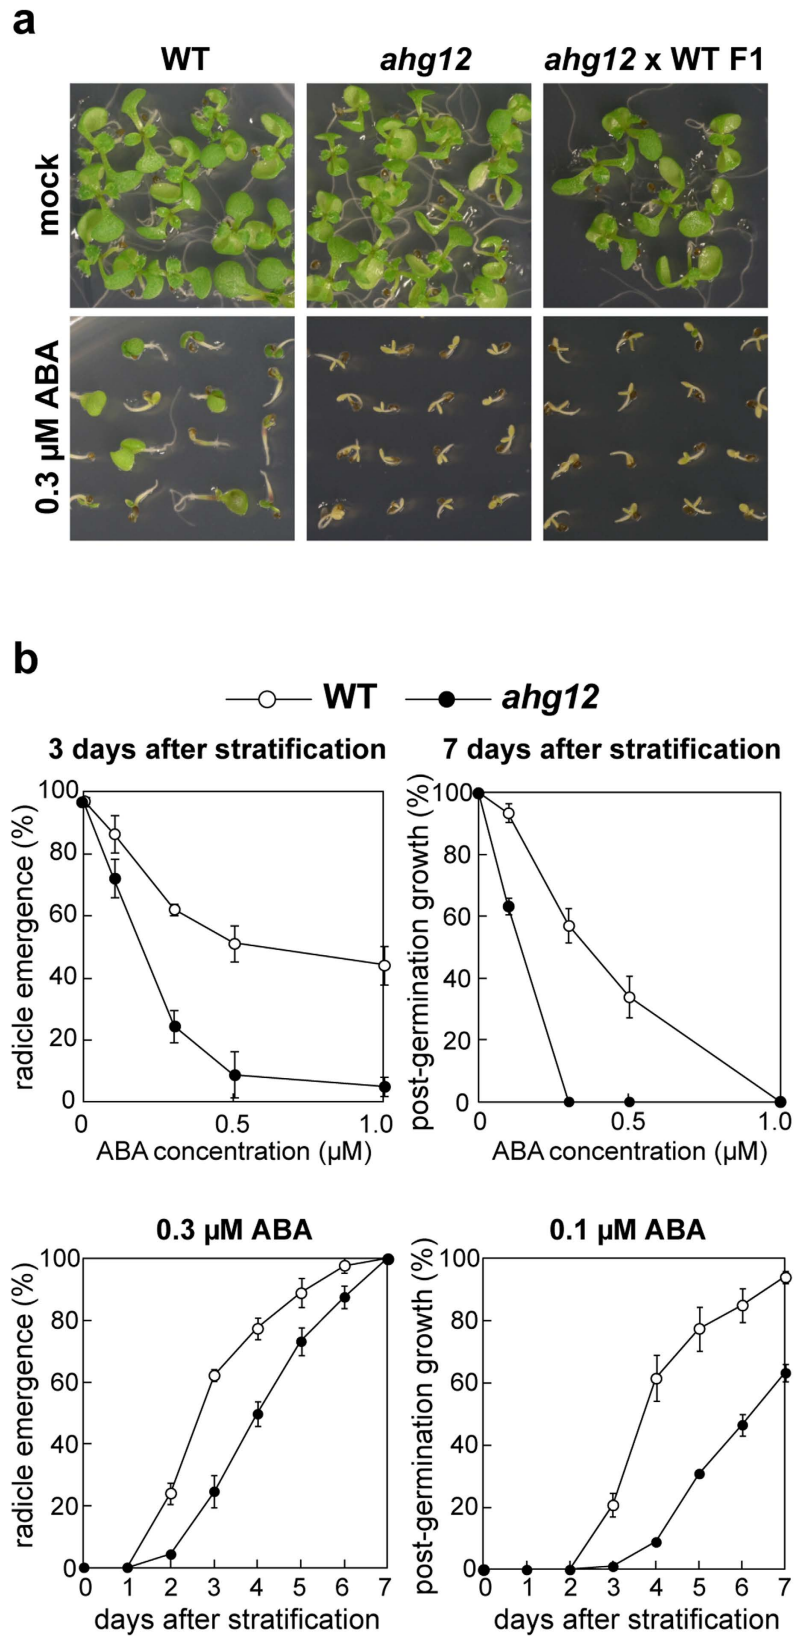 a
WT
ahg12
ahg12 x WT F1
mock
0.3 µM ABA
b
WT
ahg12
3 days after stratification
7 days after stratification
radicle emergence (%)
100
80
60
40
20
0
0
0.5
1.0
ABA concentration (µM)
post-germination growth (%)
100
80
60
40
20
0
0
0.5
1.0
ABA concentration (µM)
0.3 µM ABA
0.1 µM ABA
radicle emergence (%)
100
80
60
40
20
0
0 1 2 3 4 5 6 7
days after stratification
post-germination growth (%)
100
80
60
40
20
0
0 1 2 3 4 5 6 7
days after stratification